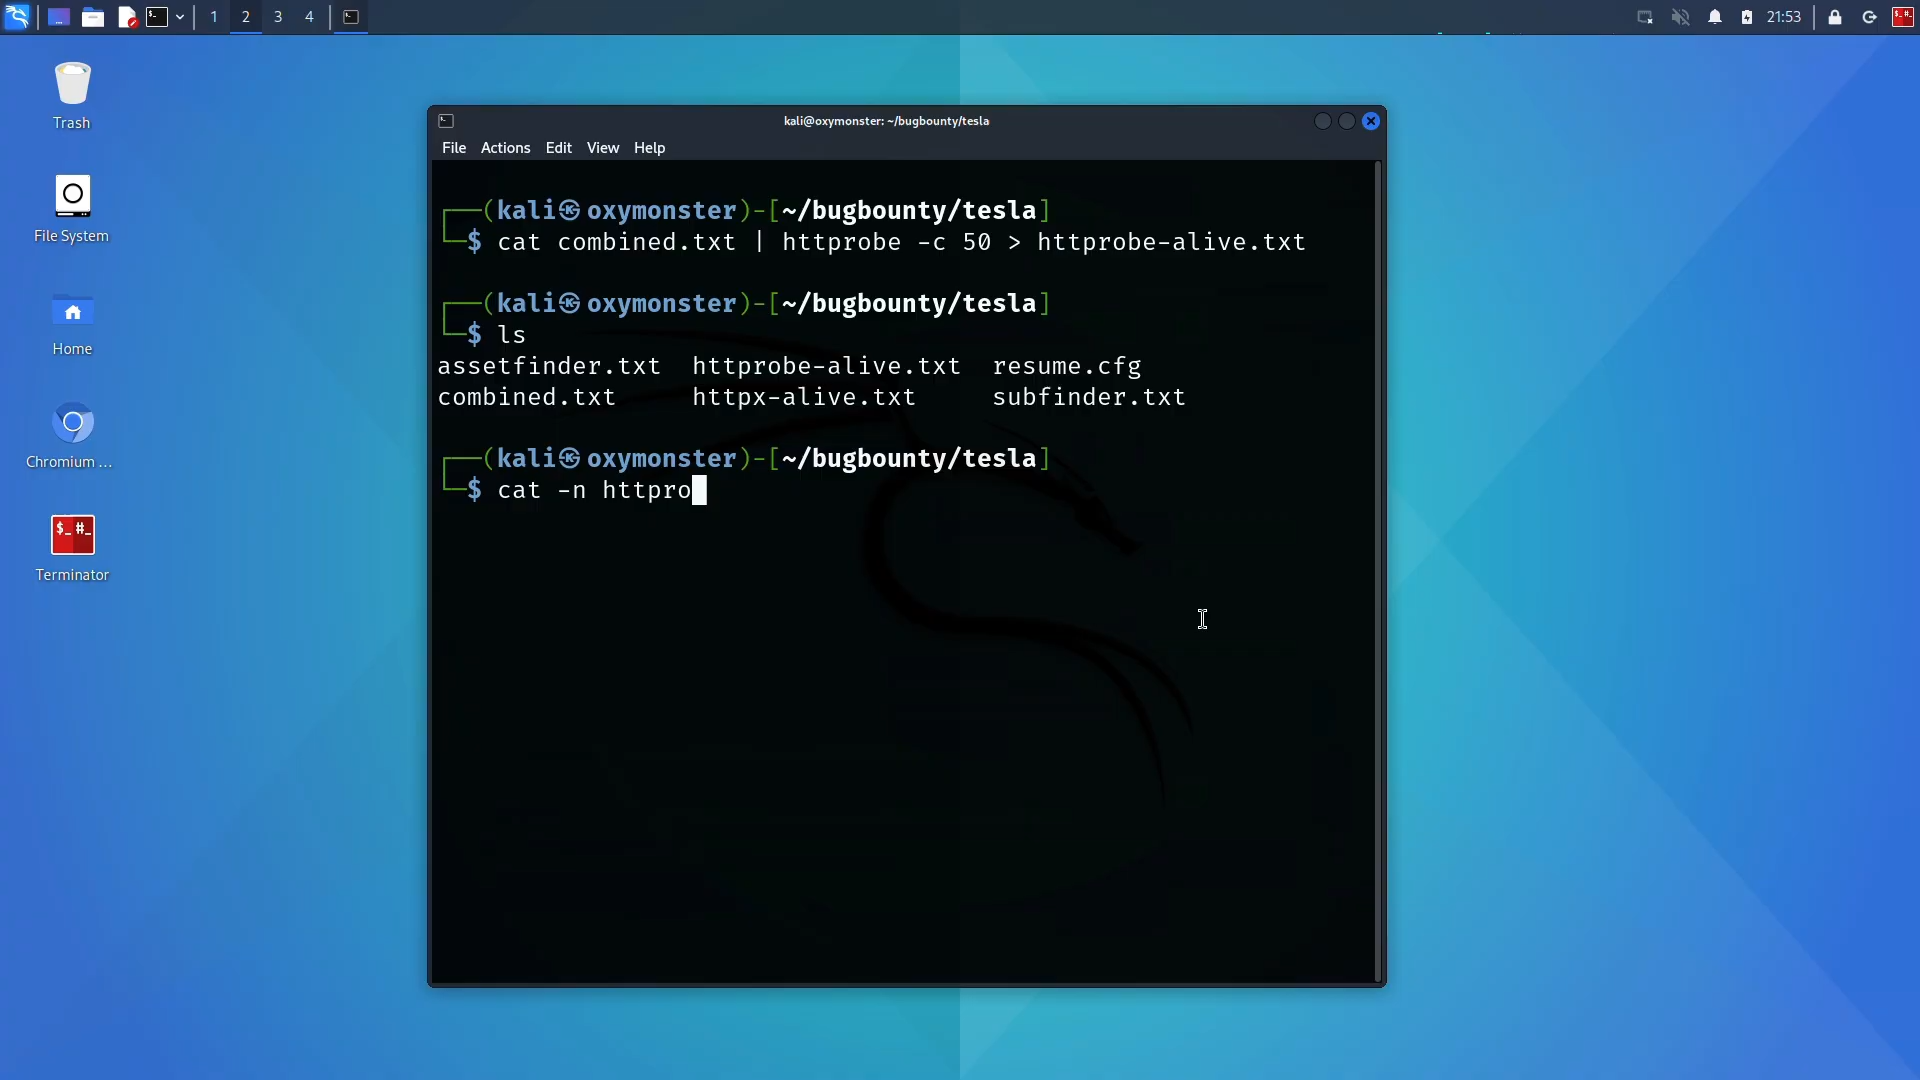 1 2 3 4
21:53
Trash
File System
Home
Chromium ...
$_ #_
Terminator
kali@oxymonster: ~/bugbounty/tesla
File Actions Edit View Help
┌──(kali㉿oxymonster)-[~/bugbounty/tesla]
└─$ cat combined.txt | httprobe -c 50 > httprobe-alive.txt
┌──(kali㉿oxymonster)-[~/bugbounty/tesla]
└─$ ls
assetfinder.txt  httprobe-alive.txt  resume.cfg
combined.txt     httpx-alive.txt     subfinder.txt
┌──(kali㉿oxymonster)-[~/bugbounty/tesla]
└─$ cat -n httpro